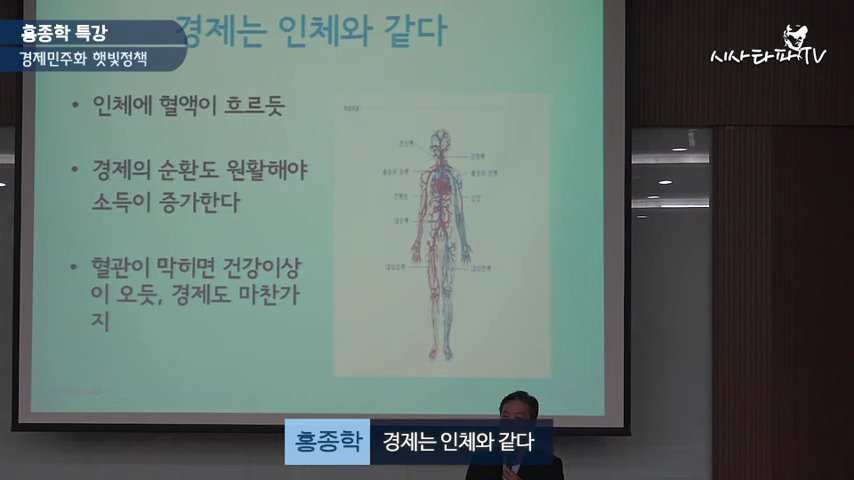 홍종학 특강
경제민주화 햇빛정책
시사타파TV
경제는 인체와 같다
• 인체에 혈액이 흐르듯
• 경제의 순환도 원활해야
소득이 증가한다
• 혈관이 막히면 건강이상
이 오듯, 경제도 마찬가
지
홍종학
경제는 인체와 같다